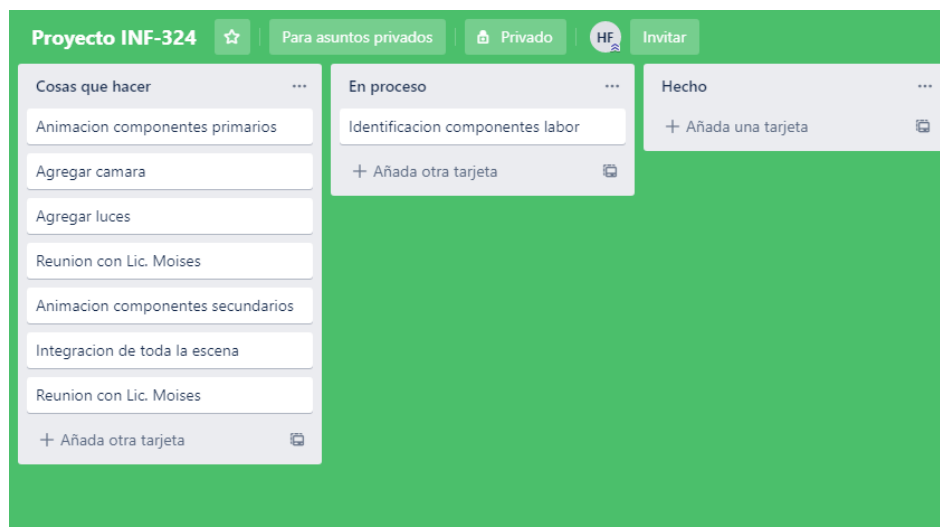 Proyecto INF-324 Para asuntos privados Privado HF Invitar
Cosas que hacer
Animacion componentes primarios
Agregar camara
Agregar luces
Reunion con Lic. Moises
Animacion componentes secundarios
Integracion de toda la escena
Reunion con Lic. Moises
+ Añada otra tarjeta
En proceso
Identificacion componentes labor
+ Añada otra tarjeta
Hecho
+ Añada una tarjeta